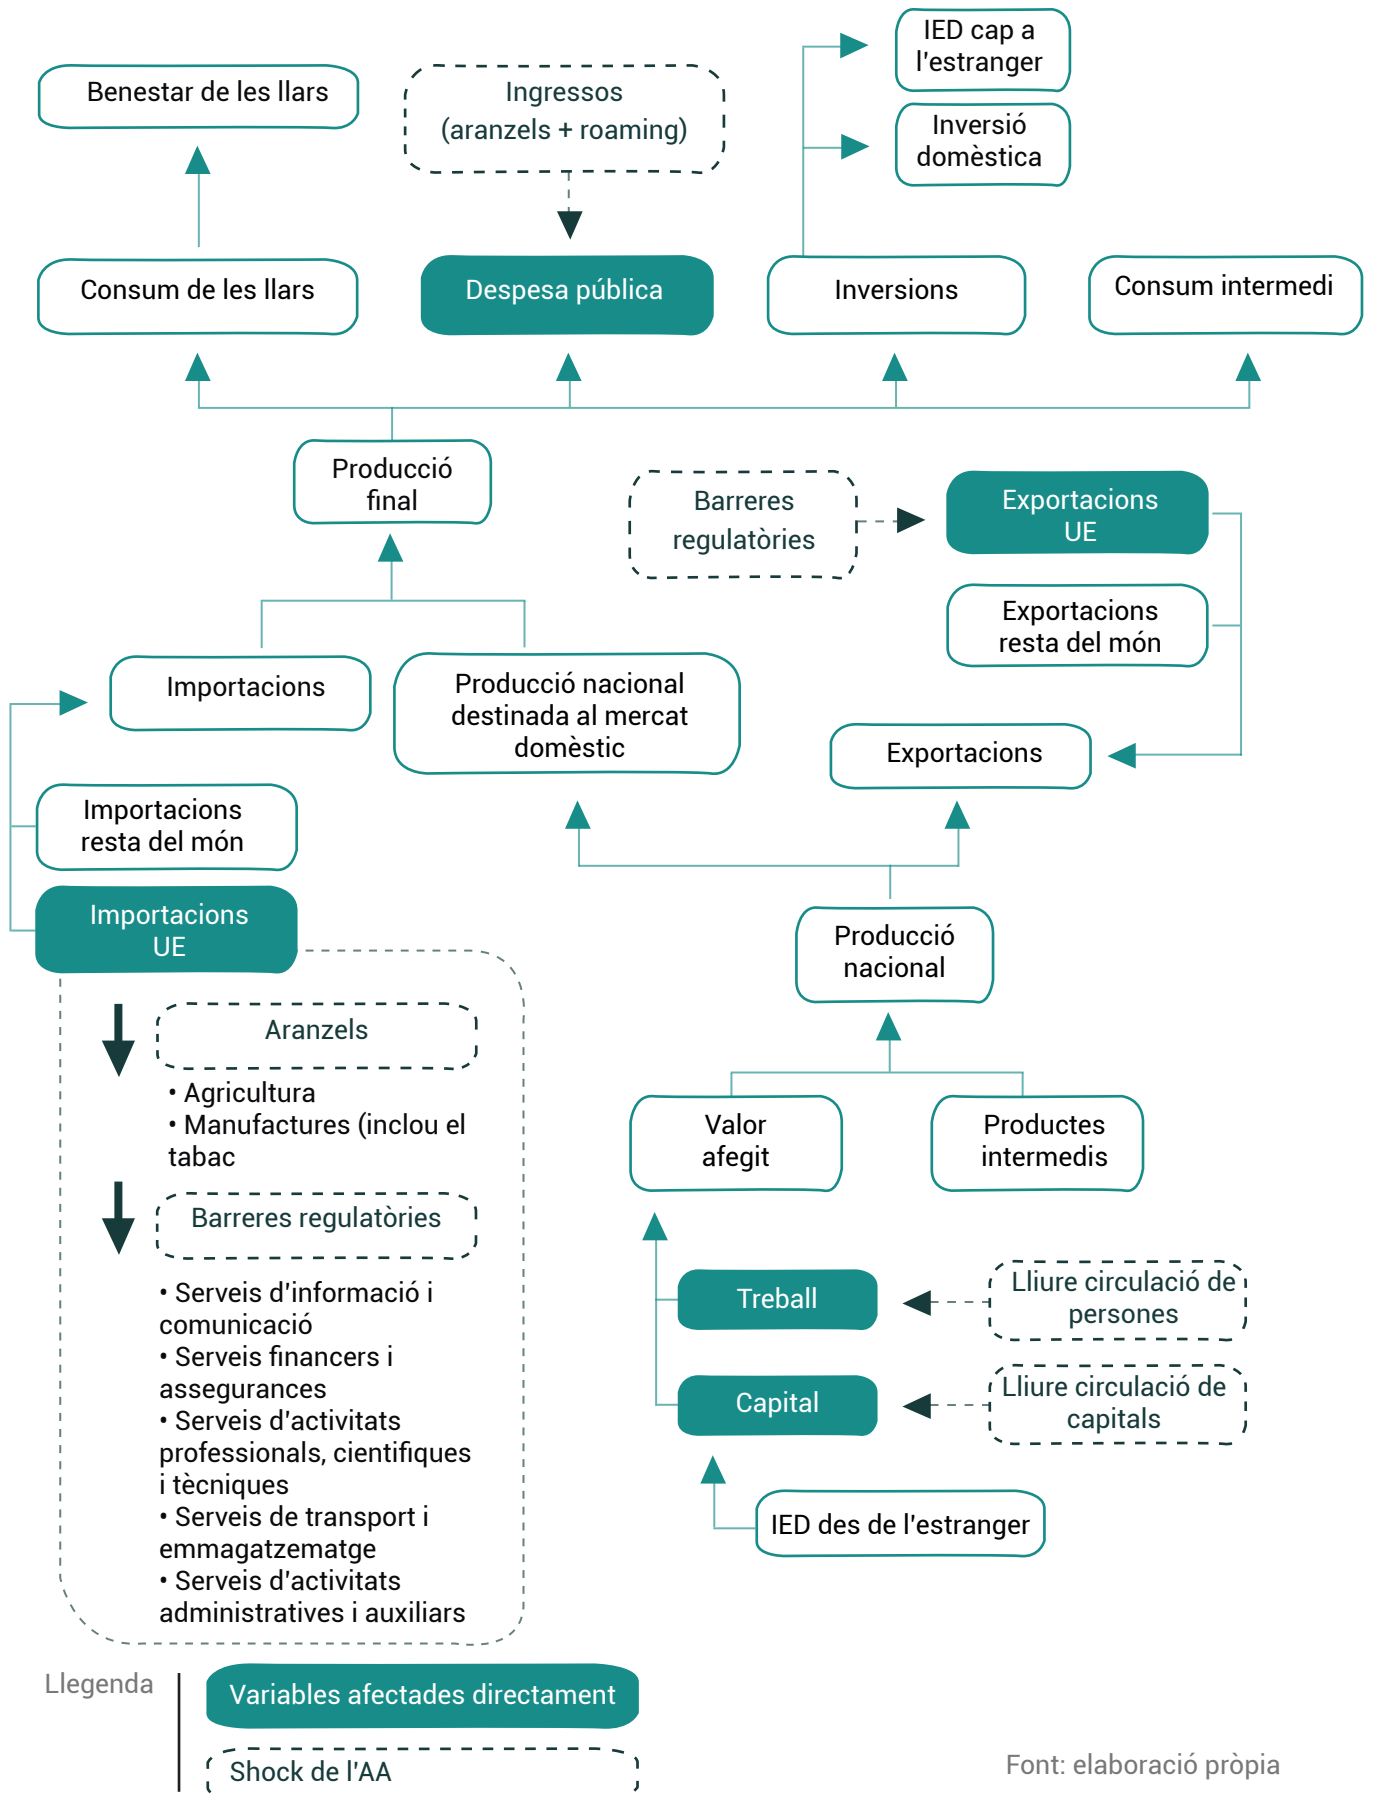 IED cap a
l'estranger
Benestar de les llars
Ingressos
(aranzels + roaming)
Inversió
domèstica
Consum de les llars
Despesa pública
Inversions
Consum intermedi
Producció
final
Barreres
regulatòries
Exportacions
UE
Exportacions
resta del món
Importacions
Producció nacional
destinada al mercat
domèstic
Exportacions
Importacions
resta del món
Importacions
UE
Producció
nacional
Aranzels
• Agricultura
• Manufactures (inclou el
tabac
Barreres regulatòries
• Serveis d'informació i
comunicació
• Serveis financers i
assegurances
• Serveis d'activitats
professionals, científiques
i tècniques
• Serveis de transport i
emmagatzematge
• Serveis d'activitats
administratives i auxiliars
Valor
afegit
Productes
intermedis
Treball
Lliure circulació de
persones
Capital
Lliure circulació de
capitals
IED des de l'estranger
Llegenda
Variables afectades directament
Shock de l'AA
Font: elaboració pròpia